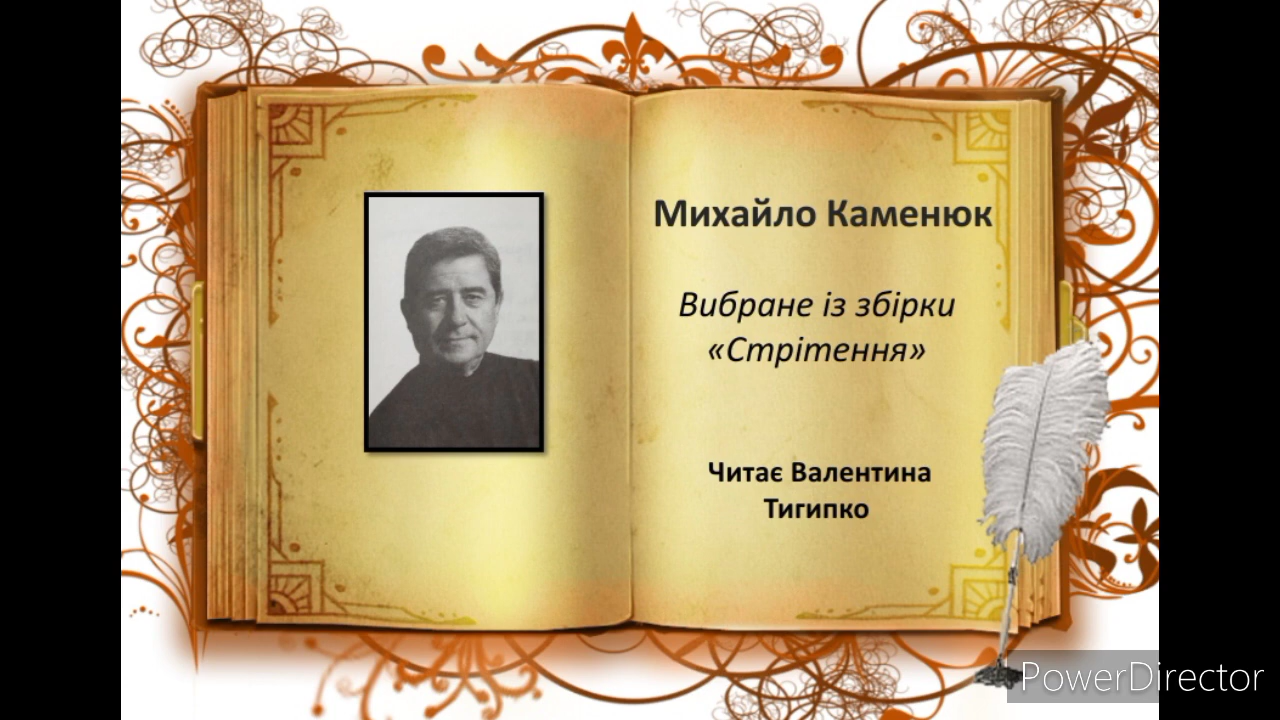 Михайло Каменюк
Вибране із збірки
«Стрітення»
Читає Валентина
Тигипко
PowerDirector